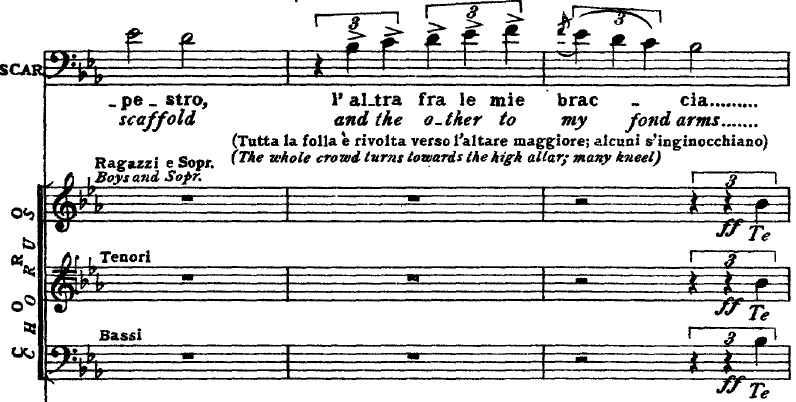 3 3 3
SCAR.
_pe_stro, l'al_tra fra le mie brac - cia.........
scaffold and the o_ther to my fond arms.......
(Tutta la folla è rivolta verso l'altare maggiore; alcuni s'inginocchiano)
(The whole crowd turns towards the high altar; many kneel)
Ragazzi e Sopr.
Boys and Sopr.
3
ff Te
Tenori
3
ff Te
Bassi
3
ff Te
CORO
CHORUS